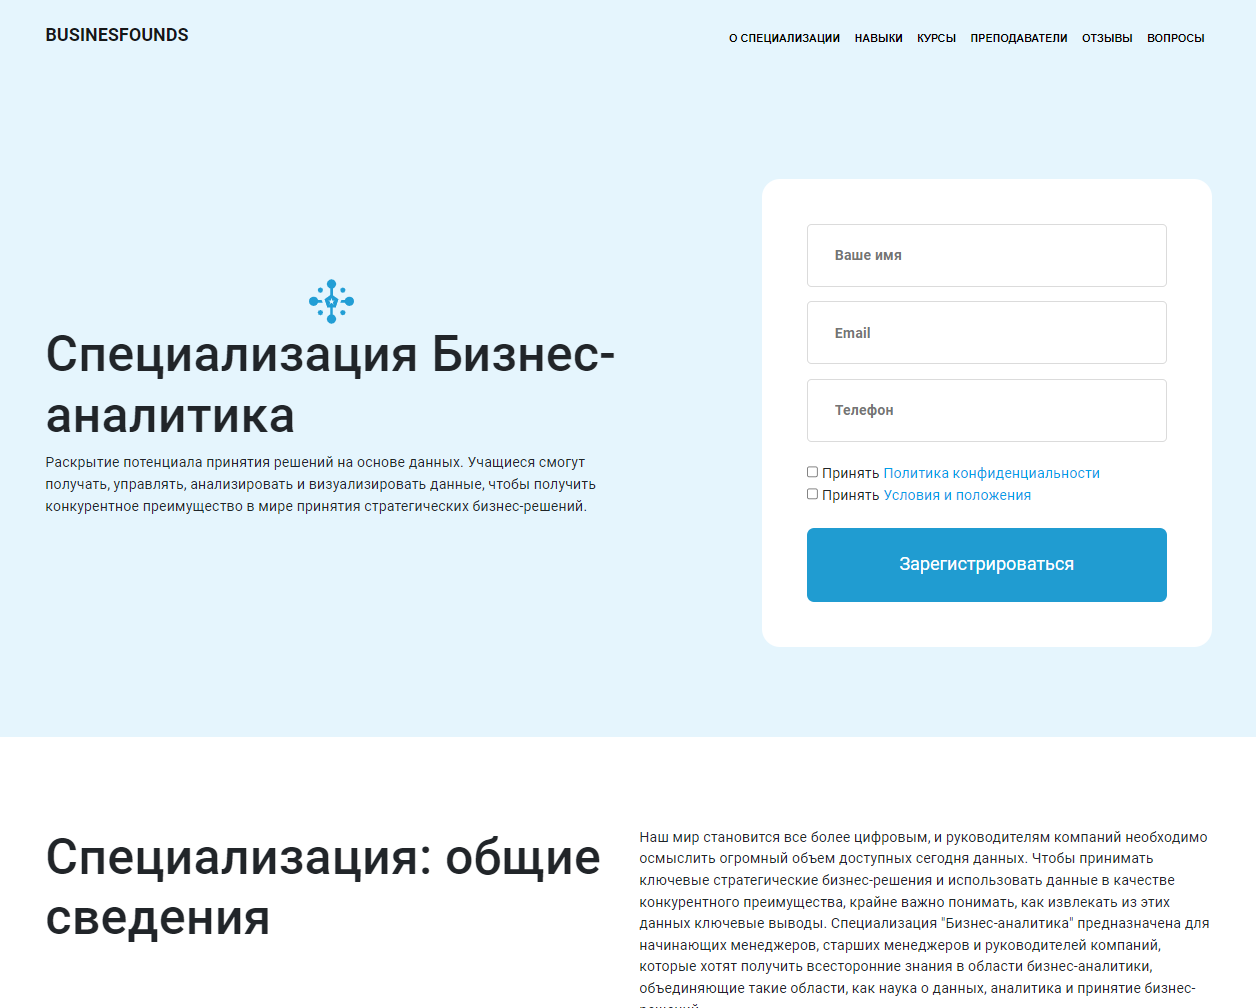 BUSINESFOUNDS
О СПЕЦИАЛИЗАЦИИ НАВЫКИ КУРСЫ ПРЕПОДАВАТЕЛИ ОТЗЫВЫ ВОПРОСЫ
Специализация Бизнес-
аналитика
Раскрытие потенциала принятия решений на основе данных. Учащиеся смогут
получать, управлять, анализировать и визуализировать данные, чтобы получить
конкурентное преимущество в мире принятия стратегических бизнес-решений.
Ваше имя
Email
Телефон
Принять Политика конфиденциальности
Принять Условия и положения
Зарегистрироваться
Специализация: общие
сведения
Наш мир становится все более цифровым, и руководителям компаний необходимо
осмыслить огромный объем доступных сегодня данных. Чтобы принимать
ключевые стратегические бизнес-решения и использовать данные в качестве
конкурентного преимущества, крайне важно понимать, как извлекать из этих
данных ключевые выводы. Специализация "Бизнес-аналитика" предназначена для
начинающих менеджеров, старших менеджеров и руководителей компаний,
которые хотят получить всесторонние знания в области бизнес-аналитики,
объединяющие такие области, как наука о данных, аналитика и принятие бизнес-